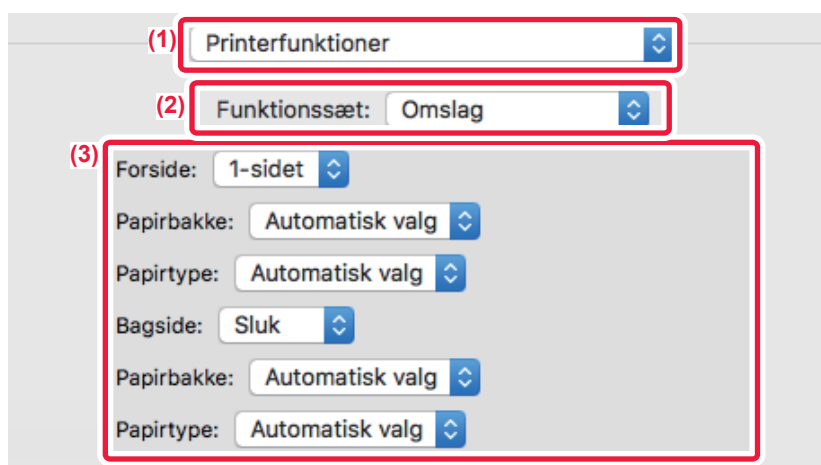 (1) Printerfunktioner
(2) Funktionssæt: Omslag
(3)
Forside: 1-sidet
Papirbakke: Automatisk valg
Papirtype: Automatisk valg
Bagside: Sluk
Papirbakke: Automatisk valg
Papirtype: Automatisk valg